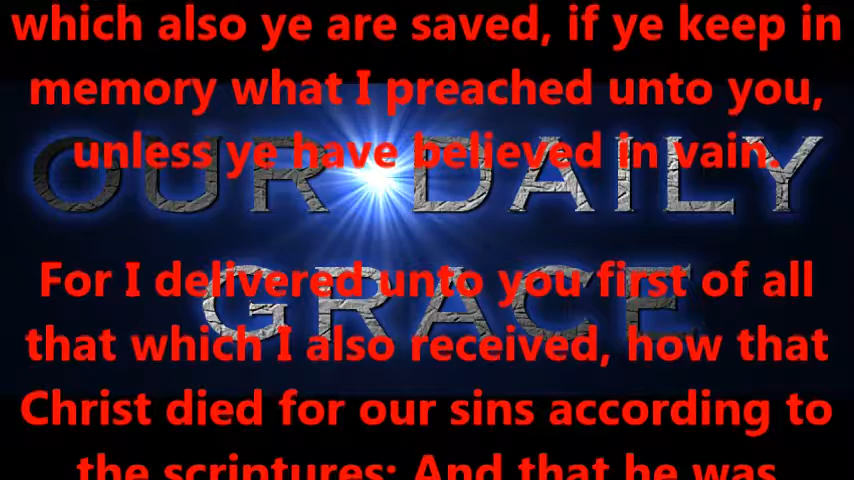 which also ye are saved, if ye keep in
memory what I preached unto you,
unless ye have believed in vain.
OUR DAILY
For I delivered unto you first of all
GRACE
that which I also received, how that
Christ died for our sins according to
the scriptures: And that he was